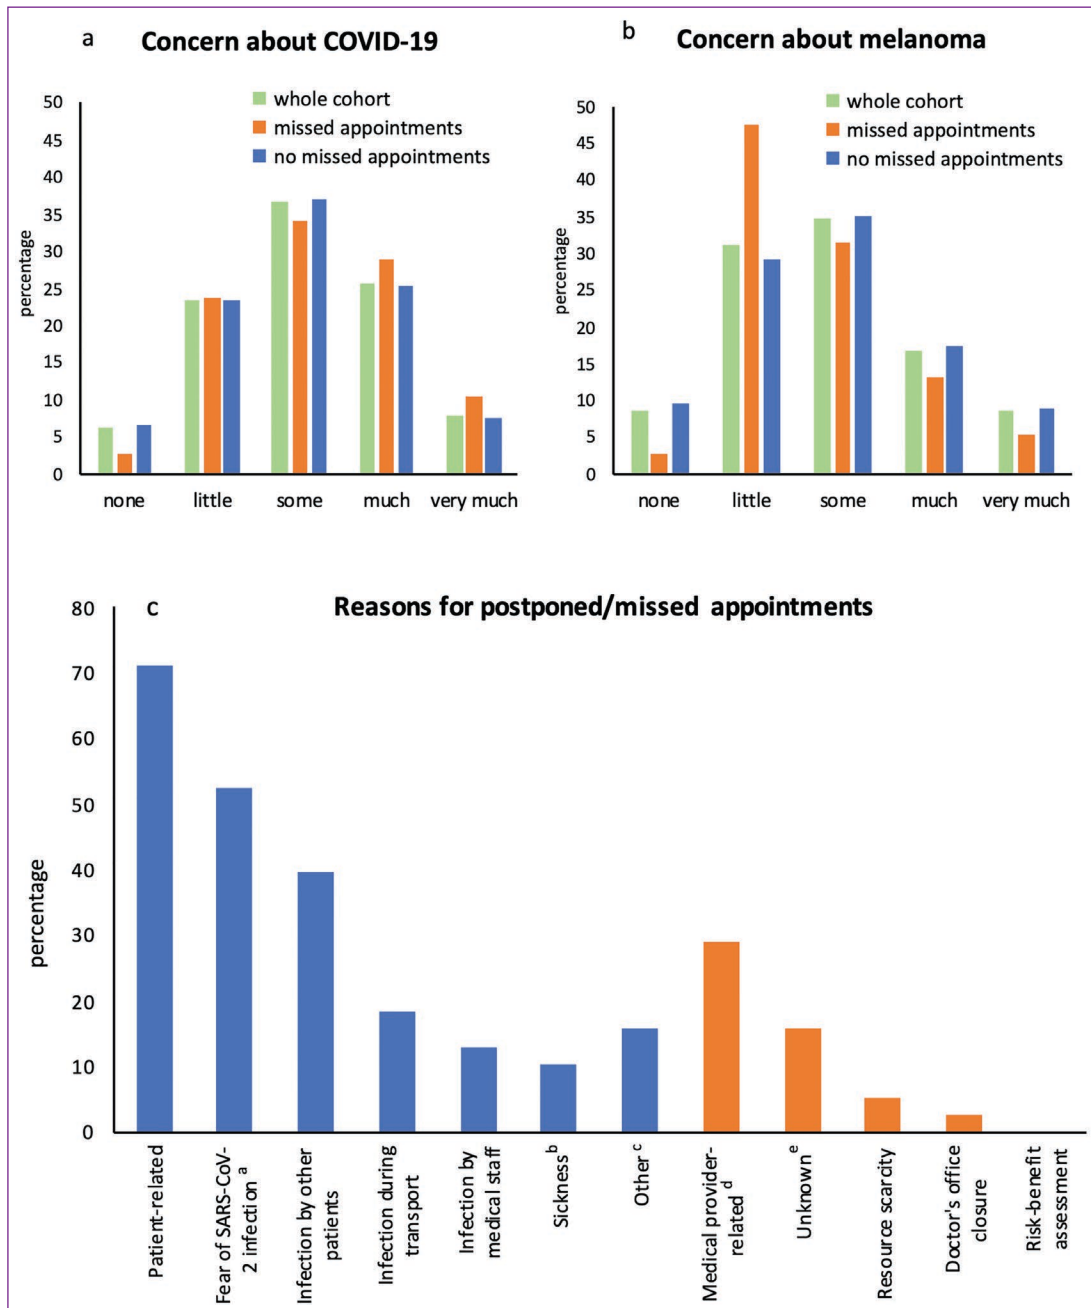 a
Concern about COVID-19
whole cohort
missed appointments
no missed appointments
percentage
50
45
40
35
30
25
20
15
10
5
0
none little some much very much
b
Concern about melanoma
whole cohort
missed appointments
no missed appointments
percentage
50
45
40
35
30
25
20
15
10
5
0
none little some much very much
c
Reasons for postponed/missed appointments
percentage
80
70
60
50
40
30
20
10
0
Patient-related
Fear of SARS-CoV-
2 infection a
Infection by other
patients
Infection during
transport
Infection by
medical staff
Sickness b
Other c
Medical provider-
related d
Unknown e
Resource scarcity
Doctor's office
closure
Risk-benefit
assessment